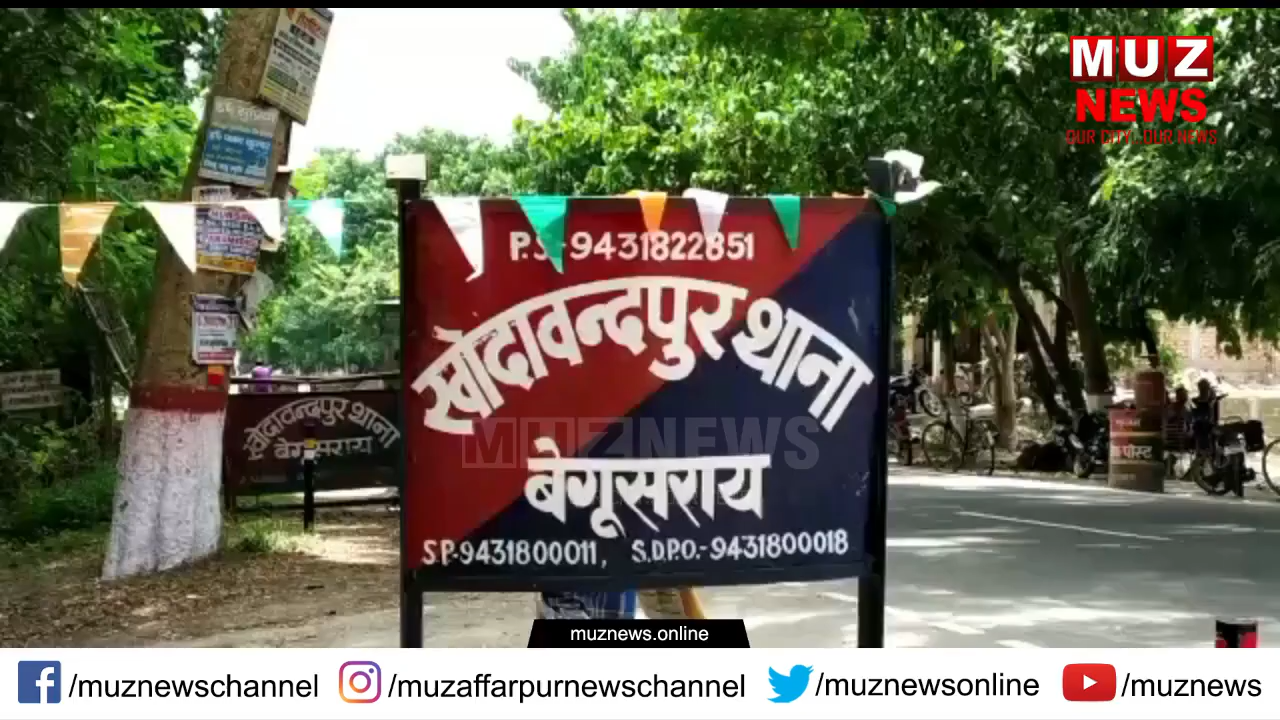 MUZ
NEWS
OUR CITY...OUR NEWS
P.S.-9431822851
खोदावन्दपुर थाना
बेगूसराय
S.P.-9431800011, S.D.P.O.-9431800018
खोदावन्दपुर थाना
बेगूसराय
MUZNEWS
पोस्ट
muznews.online
/muznewschannel
/muzaffarpurnewschannel
/muznewsonline
/muznews